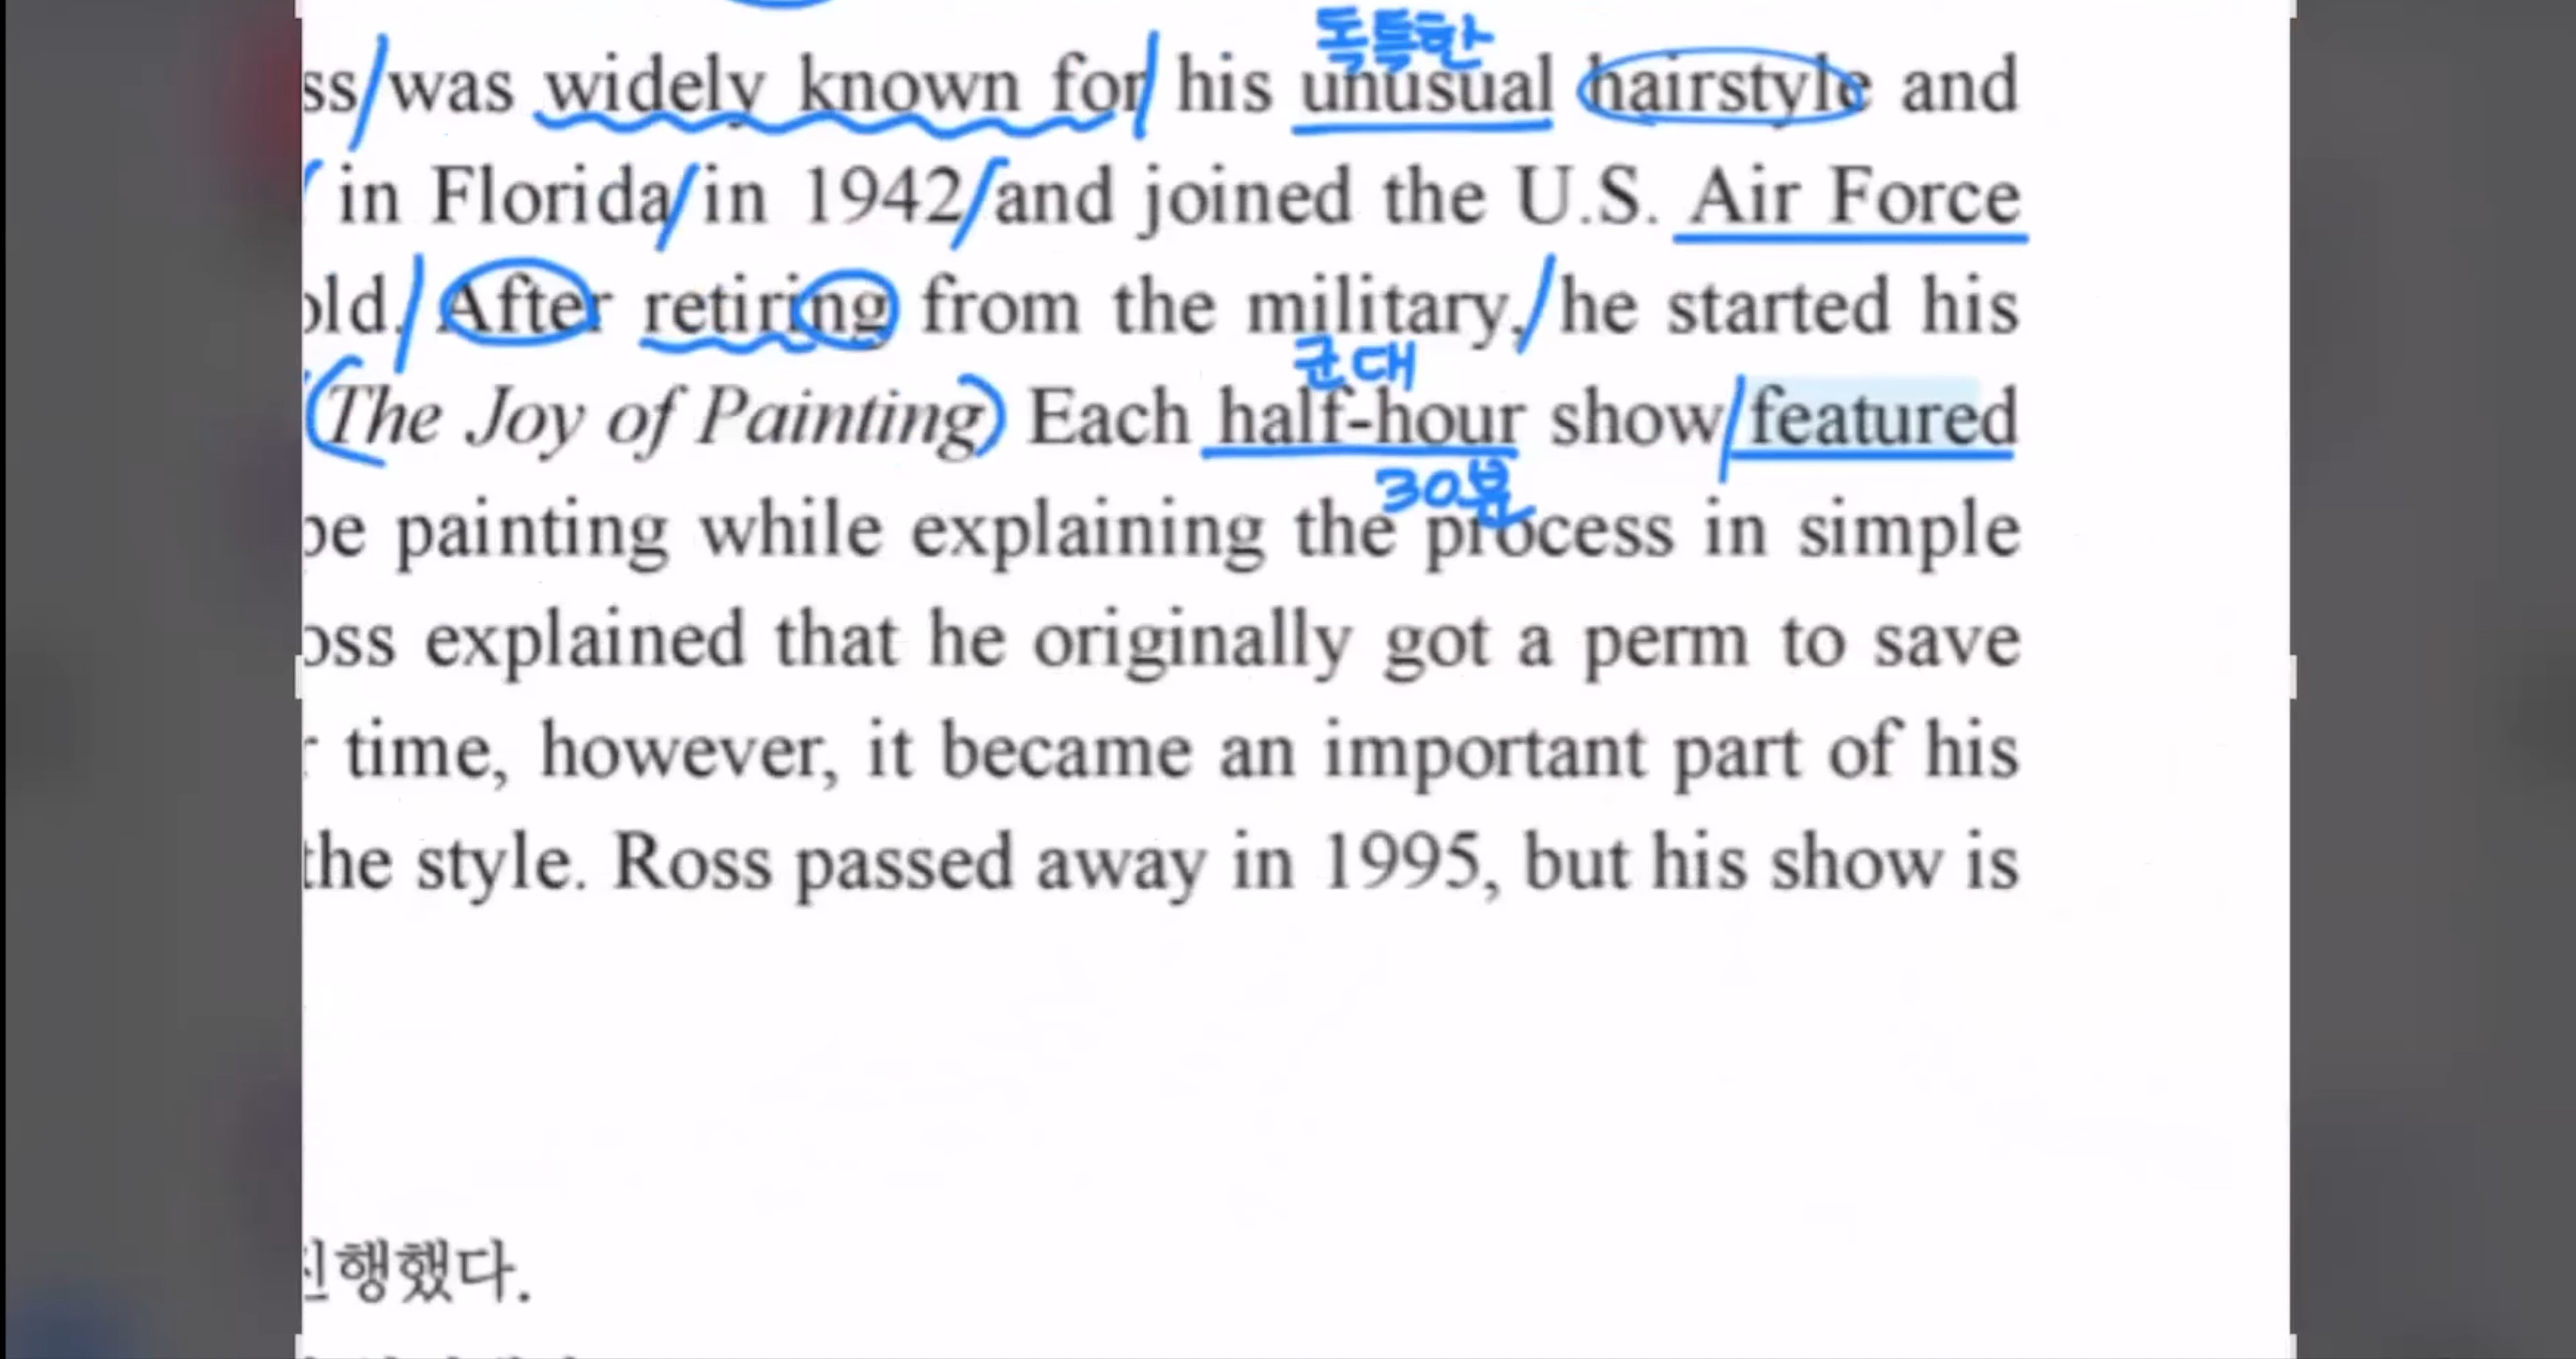 독특한
ss was widely known for his unusual hairstyle and
in Florida in 1942 and joined the U.S. Air Force
old. After retiring from the military, he started his
군대
(The Joy of Painting) Each half-hour show featured
30분
pe painting while explaining the process in simple
oss explained that he originally got a perm to save
r time, however, it became an important part of his
the style. Ross passed away in 1995, but his show is
진행했다.